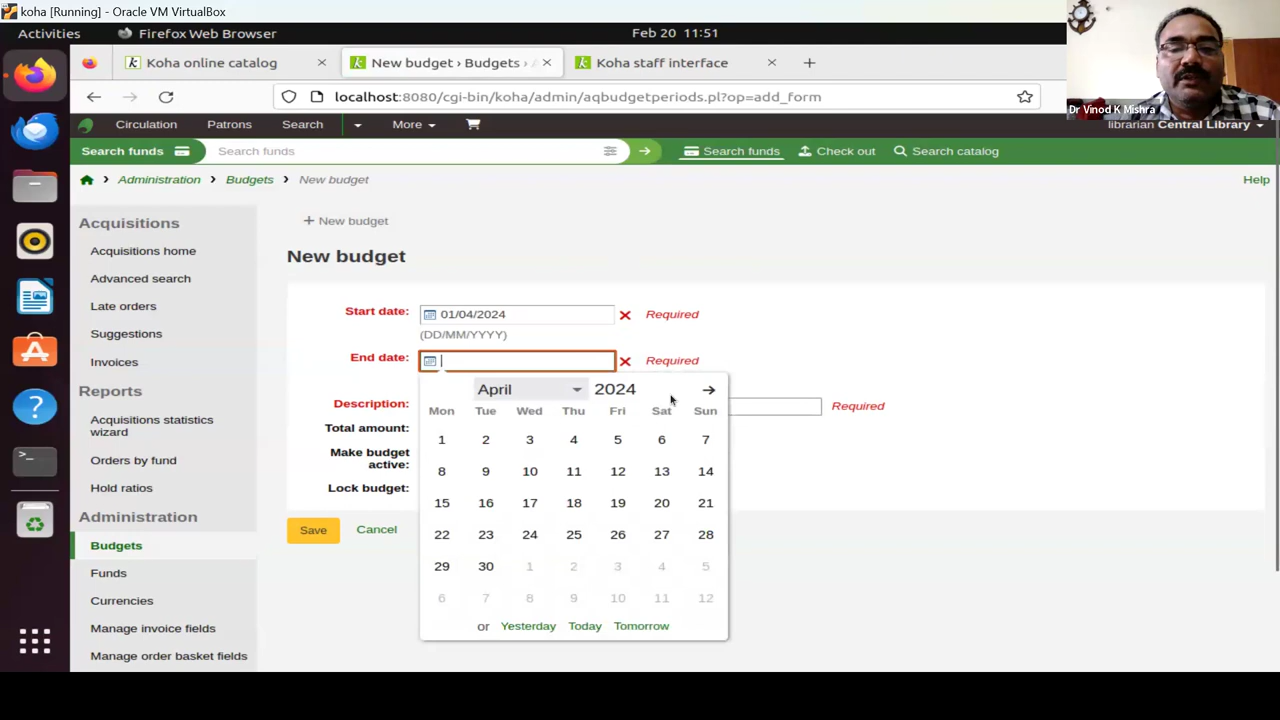 koha [Running] - Oracle VM VirtualBox
Activities Firefox Web Browser Feb 20 11:51
Koha online catalog New budget › Budgets › Koha staff interface
localhost:8080/cgi-bin/koha/admin/aqbudgetperiods.pl?op=add_form
Dr Vinod K Mishra
Circulation Patrons Search More librarian Central Library
Search funds Search funds Search funds Check out Search catalog
Administration Budgets New budget Help
Acquisitions
Acquisitions home
Advanced search
Late orders
Suggestions
Invoices
Reports
Acquisitions statistics
wizard
Orders by fund
Hold ratios
Administration
Budgets
Funds
Currencies
Manage invoice fields
Manage order basket fields
+ New budget
New budget
Start date: 01/04/2024 Required
(DD/MM/YYYY)
End date: Required
Description: Required
Total amount:
Make budget
active:
Lock budget:
Save Cancel
April 2024
Mon Tue Wed Thu Fri Sat Sun
1 2 3 4 5 6 7
8 9 10 11 12 13 14
15 16 17 18 19 20 21
22 23 24 25 26 27 28
29 30 1 2 3 4 5
6 7 8 9 10 11 12
or Yesterday Today Tomorrow